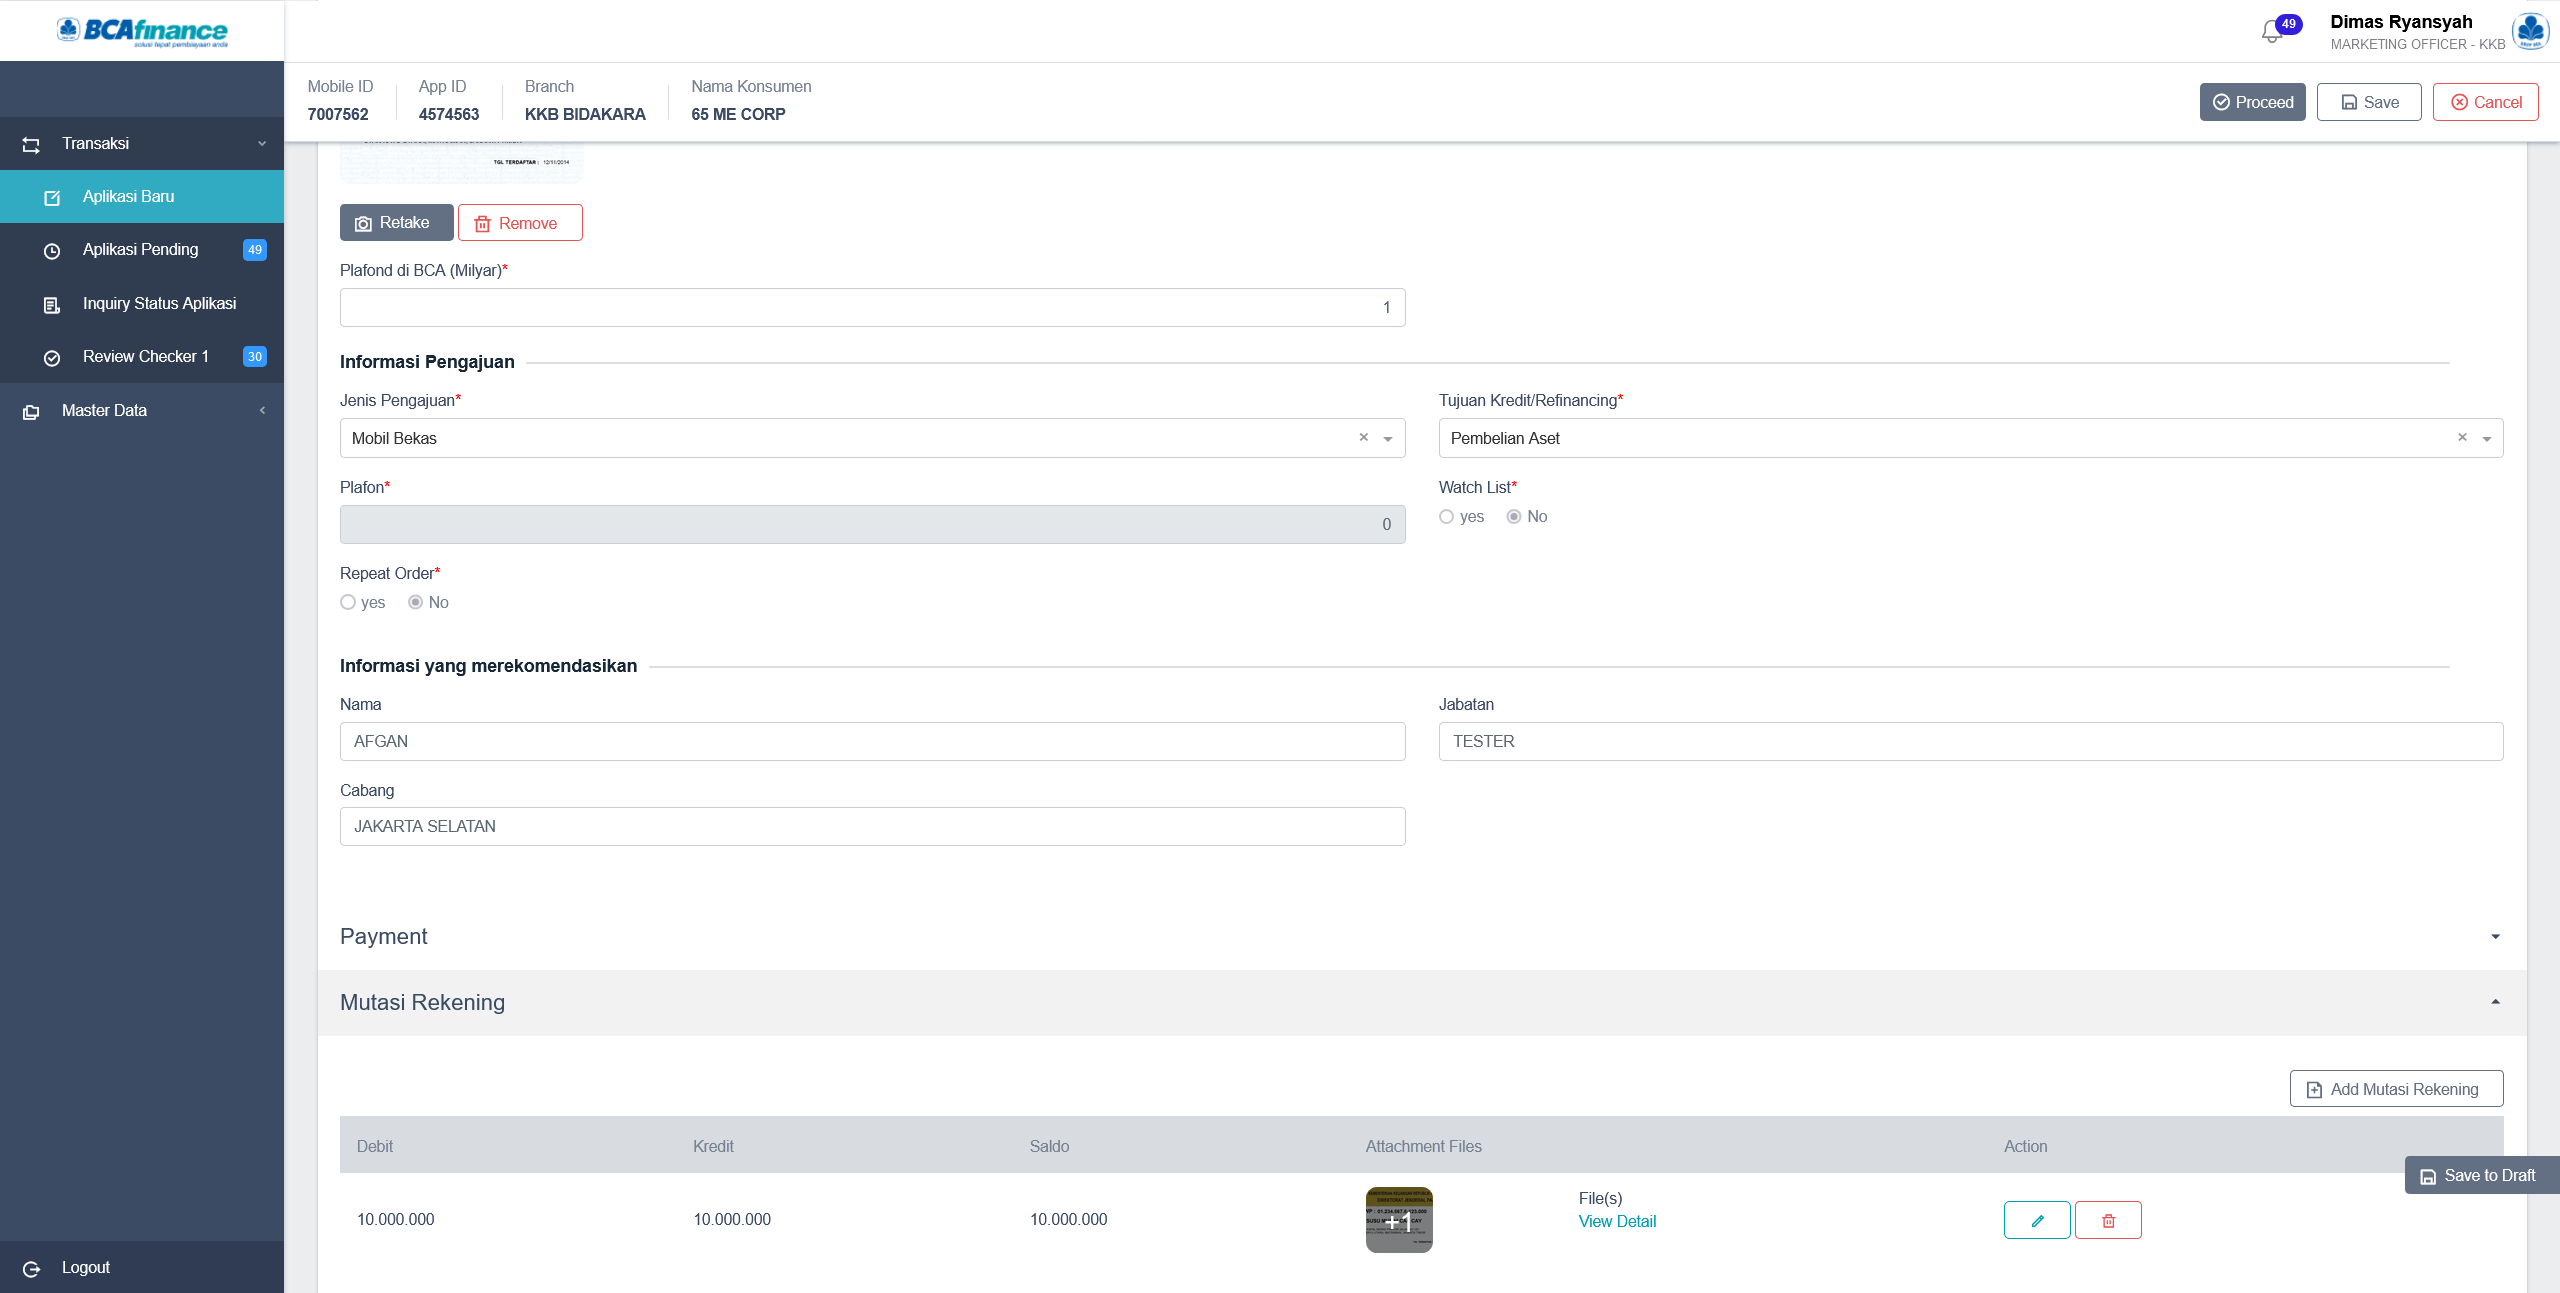 BCAfinance
solusi tepat pembiayaan anda
49
Dimas Ryansyah
MARKETING OFFICER - KKB
Mobile ID
7007562
App ID
4574563
Branch
KKB BIDAKARA
Nama Konsumen
65 ME CORP
Proceed
Save
Cancel
Transaksi
Aplikasi Baru
Aplikasi Pending
49
Inquiry Status Aplikasi
Review Checker 1
30
Master Data
Logout
TGL TERDAFTAR : 12/11/2014
Retake
Remove
Plafond di BCA (Milyar)*
1
Informasi Pengajuan
Jenis Pengajuan*
Mobil Bekas
Tujuan Kredit/Refinancing*
Pembelian Aset
Plafon*
0
Watch List*
yes No
Repeat Order*
yes No
Informasi yang merekomendasikan
Nama
AFGAN
Jabatan
TESTER
Cabang
JAKARTA SELATAN
Payment
Mutasi Rekening
Add Mutasi Rekening
Debit Kredit Saldo Attachment Files Action
Save to Draft
10.000.000 10.000.000 10.000.000
+1
File(s)
View Detail